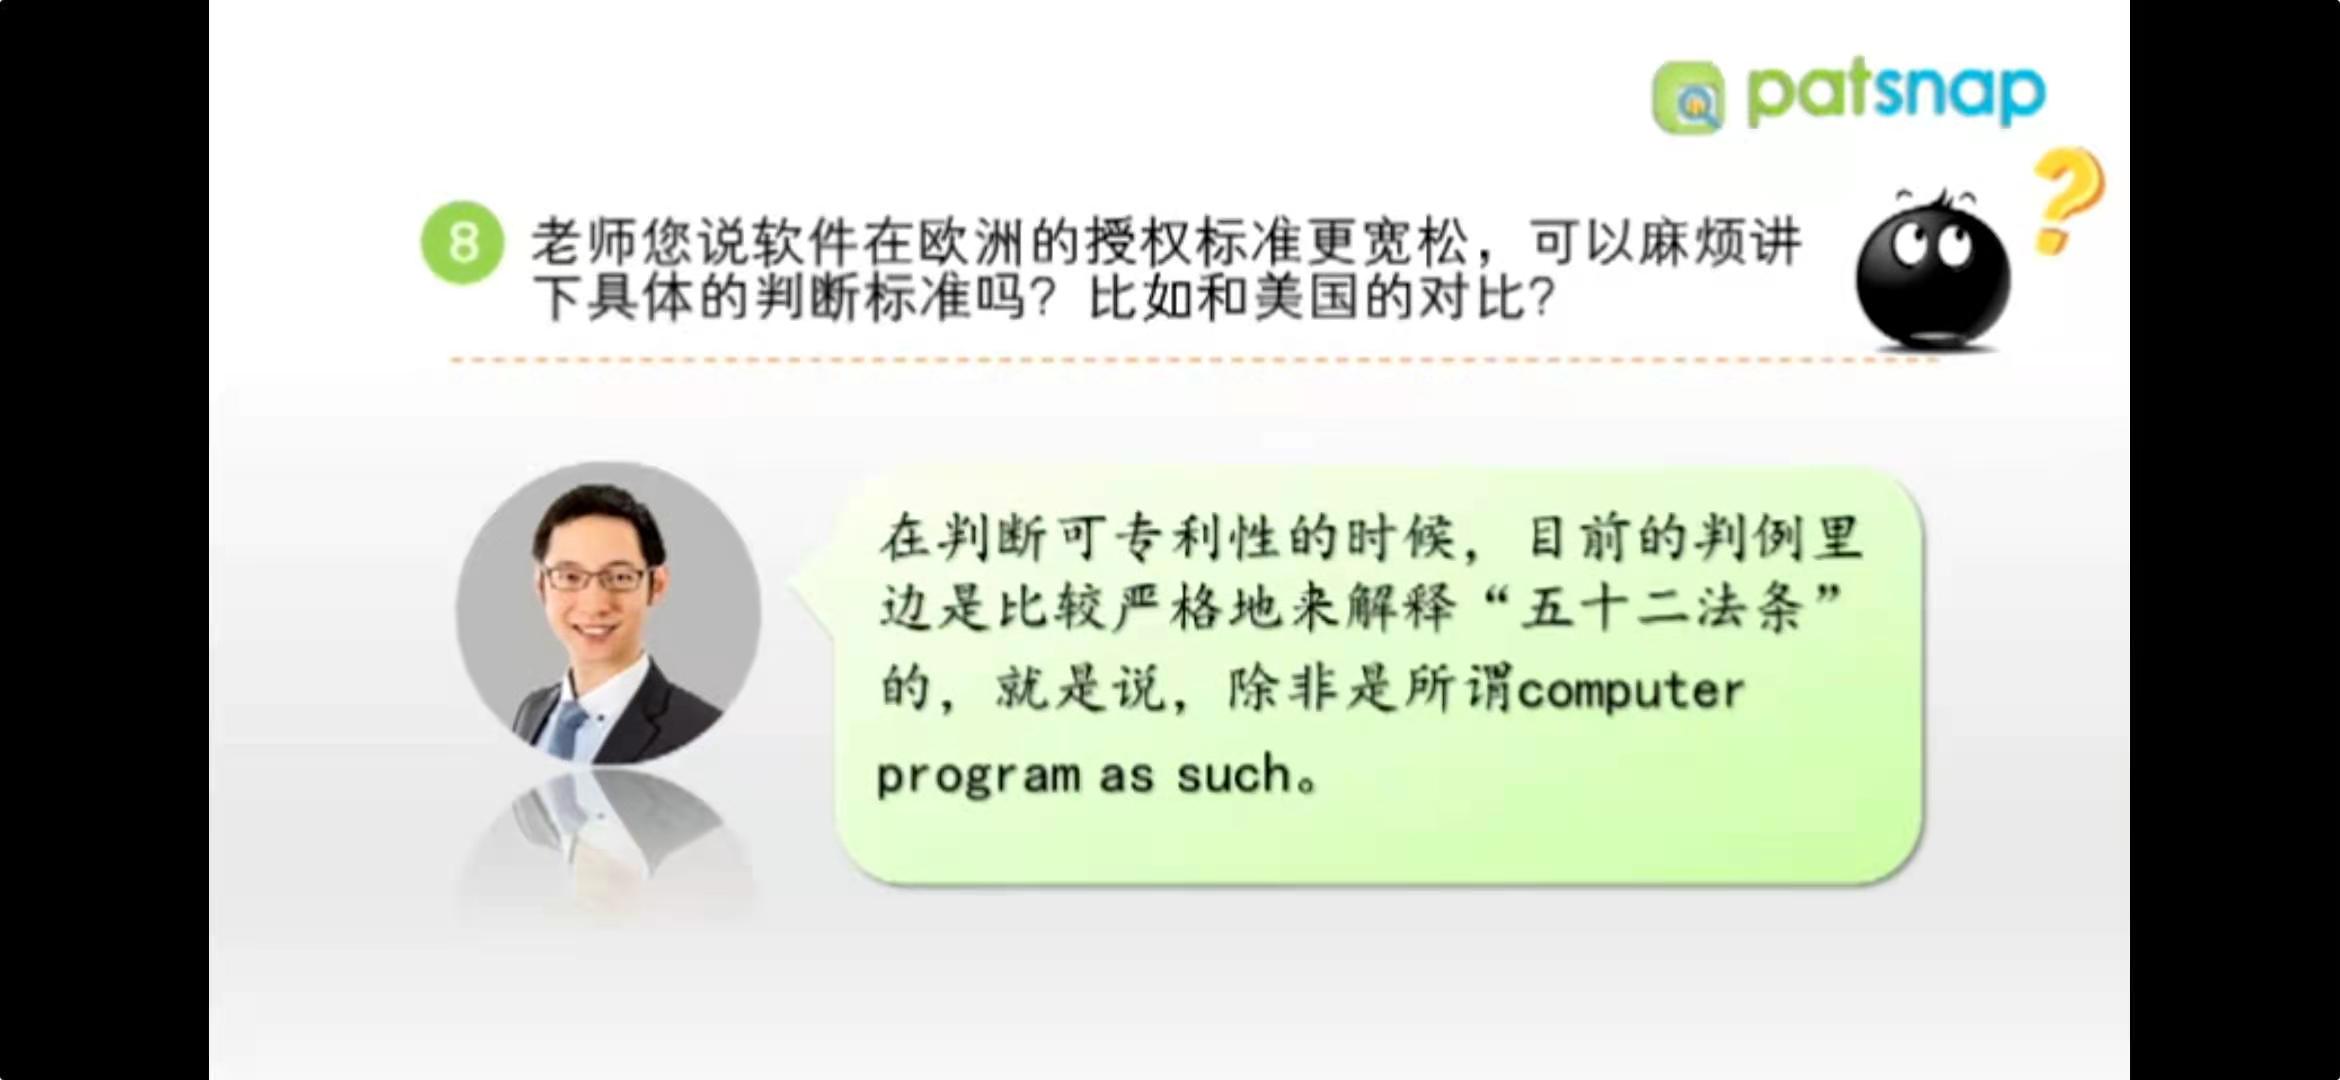 patsnap
8 老师您说软件在欧洲的授权标准更宽松，可以麻烦讲
下具体的判断标准吗？比如和美国的对比？
在判断可专利性的时候，目前的判例里
边是比较严格地来解释“五十二法条”
的，就是说，除非是所谓computer
program as such。